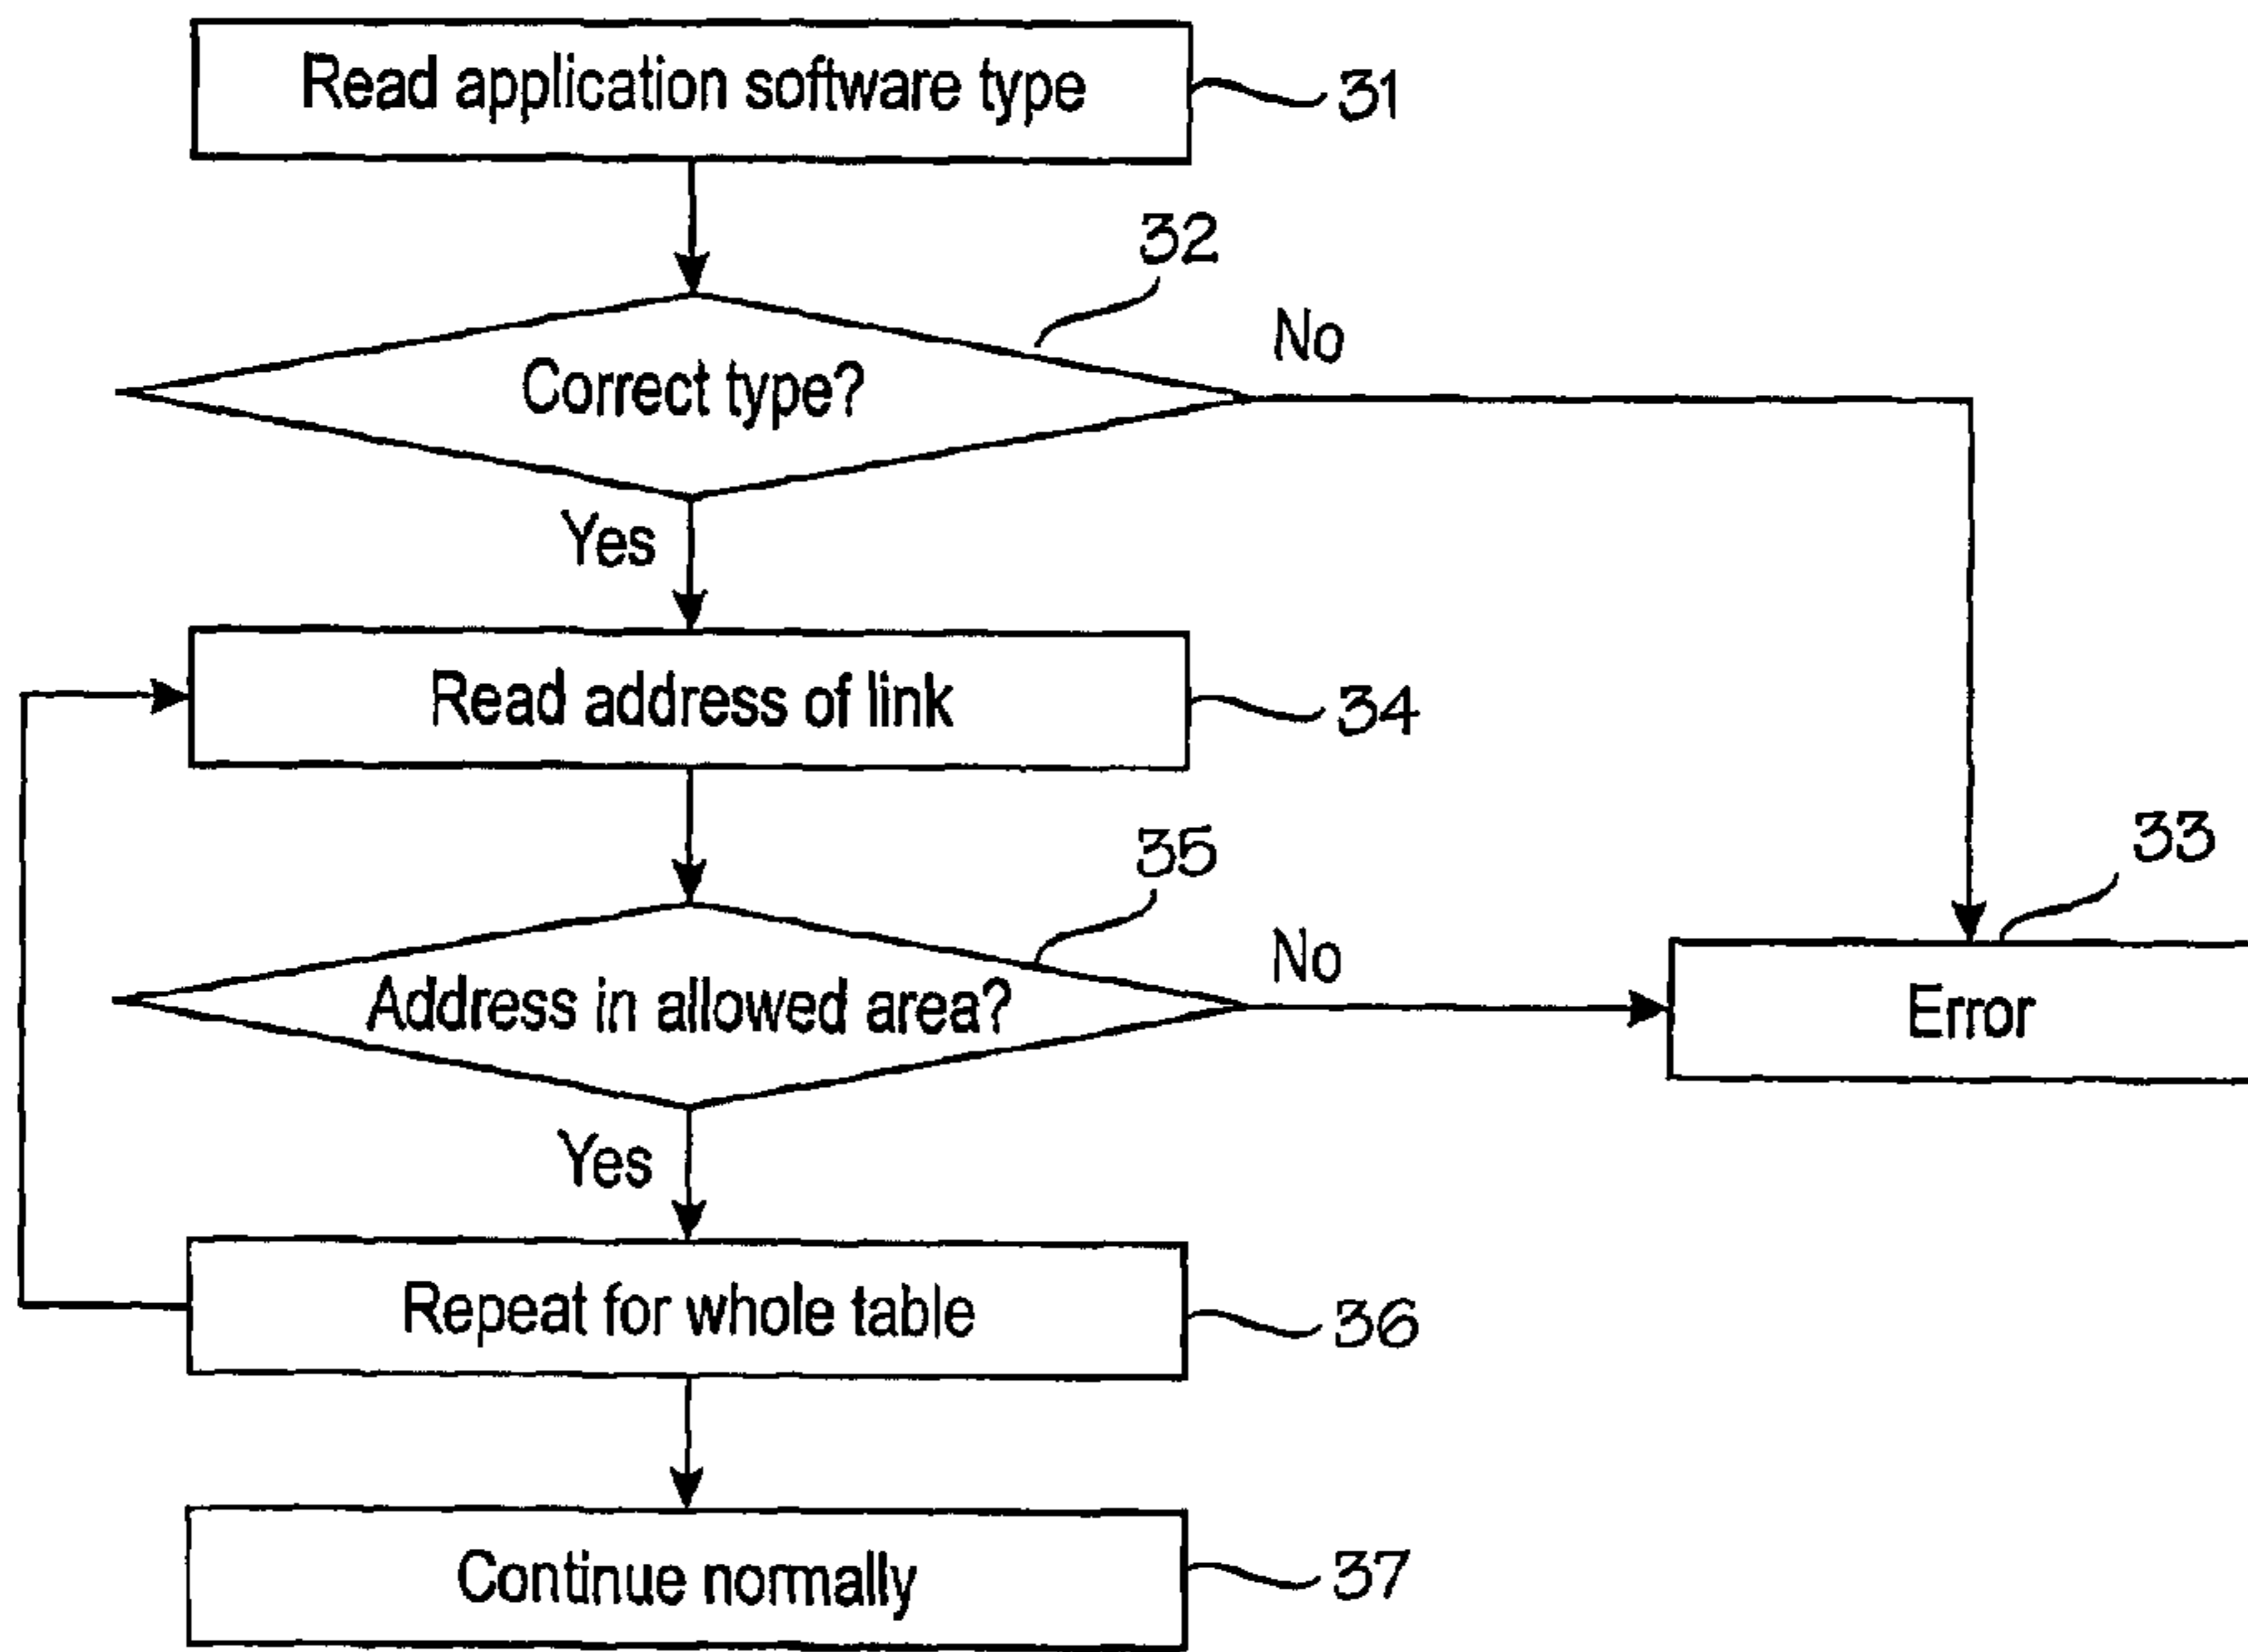 Read application software type
31
32
Correct type?
No
Yes
Read address of link
34
35
33
Address in allowed area?
No
Error
Yes
Repeat for whole table
36
Continue normally
37